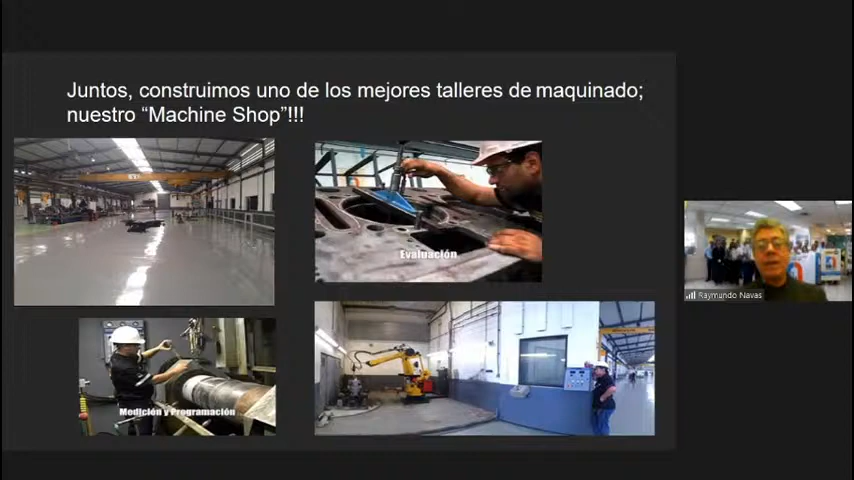 Juntos, construimos uno de los mejores talleres de maquinado;
nuestro “Machine Shop”!!!
Evaluación
Raymundo Navas
Medición y Programación